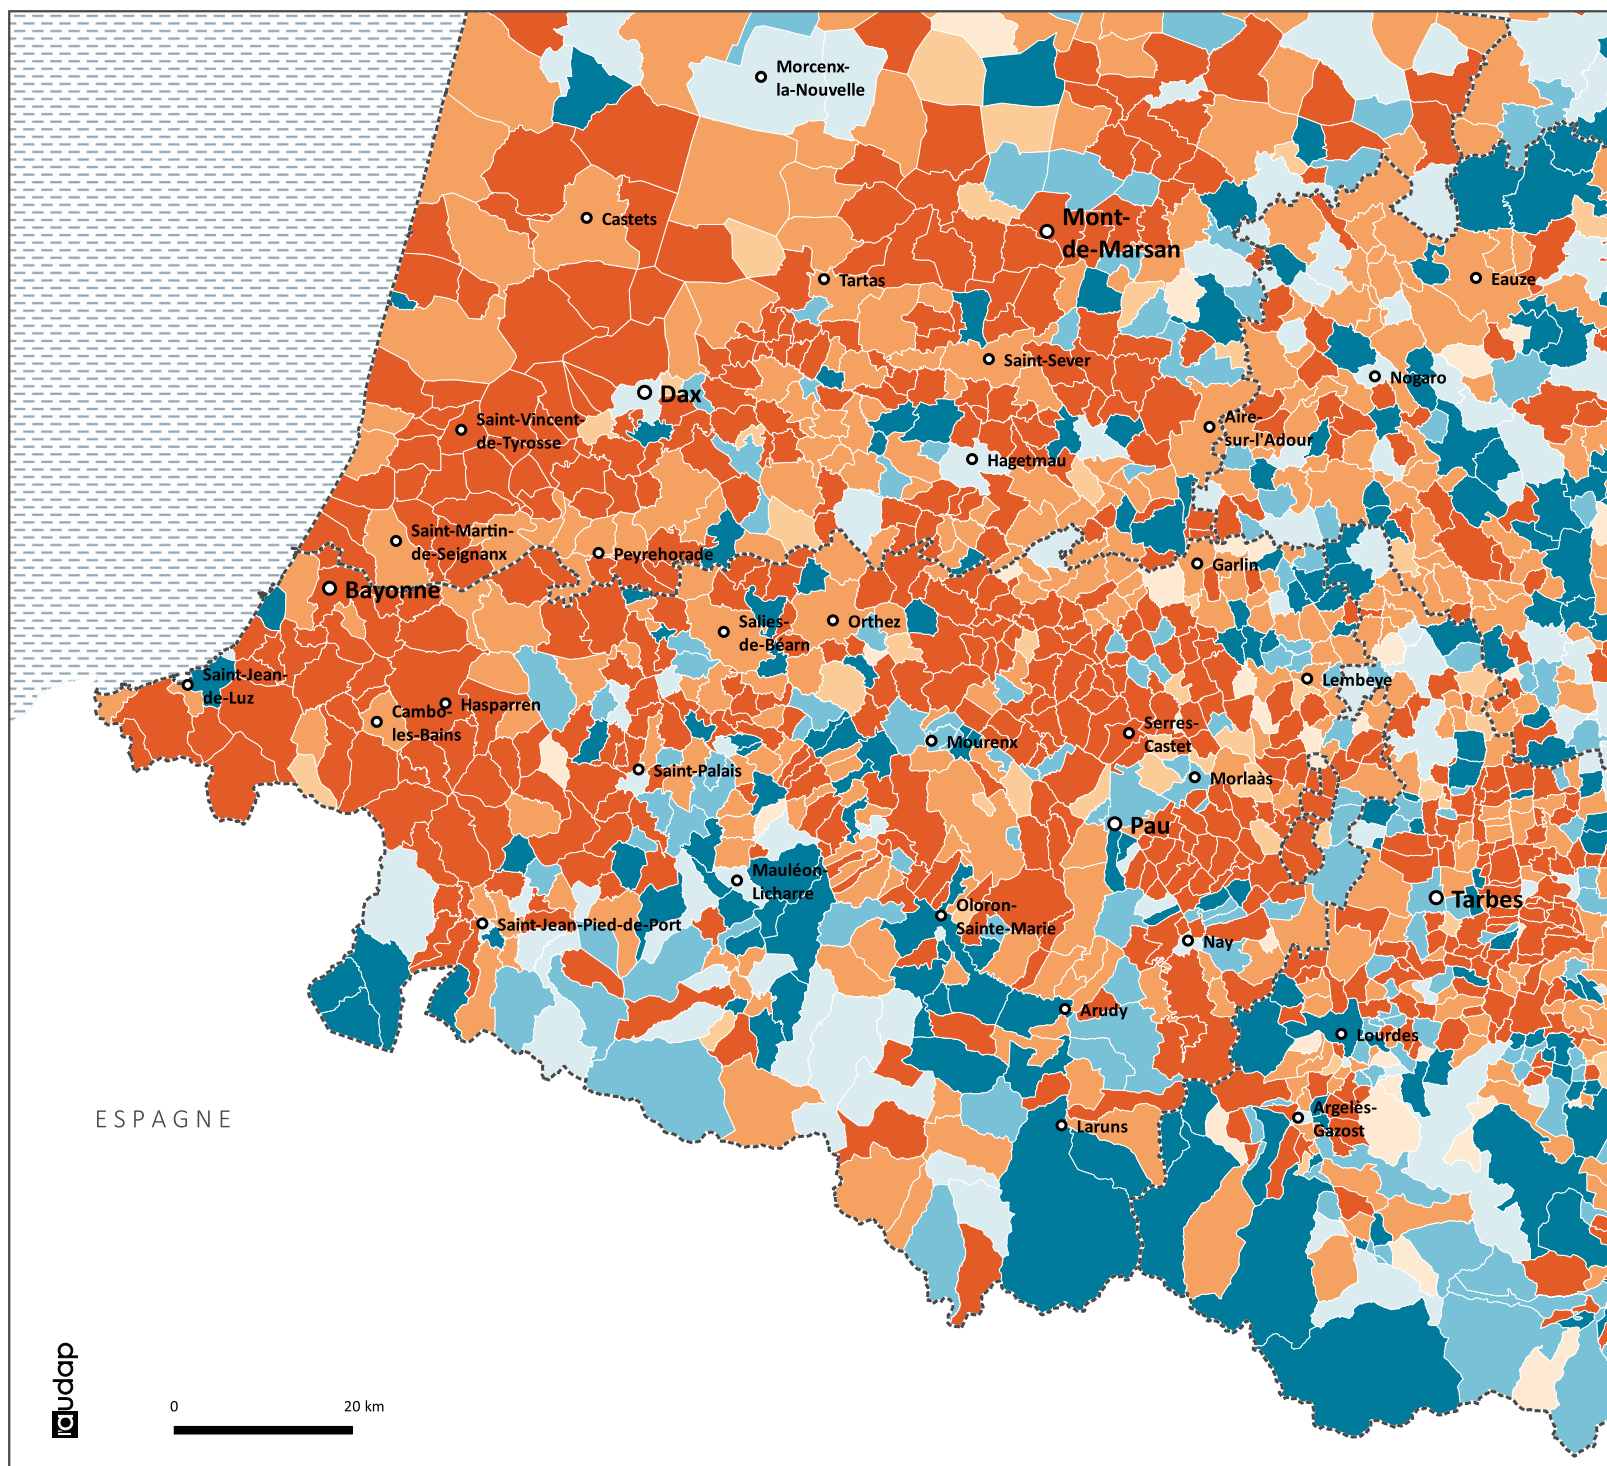 Morcenx-
la-Nouvelle
Castets
Mont-
de-Marsan
Tartas
Eauze
Saint-Sever
Nogaro
Dax
Saint-Vincent-
de-Tyrosse
Aire-
sur-l'Adour
Hagetmau
Saint-Martin-
de-Seignanx
Peyrehorade
Garlin
Bayonne
Salies-
de-Béarn
Orthez
Saint-Jean-
de-Luz
Lembeye
Hasparren
Cambo-
les-Bains
Serres-
Castet
Mourenx
Saint-Palais
Morlaàs
Pau
Mauléon-
Licharre
Tarbes
Oloron-
Sainte-Marie
Saint-Jean-Pied-de-Port
Nay
Arudy
Lourdes
ESPAGNE
Argelès-
Gazost
Laruns
audap
0 20 km